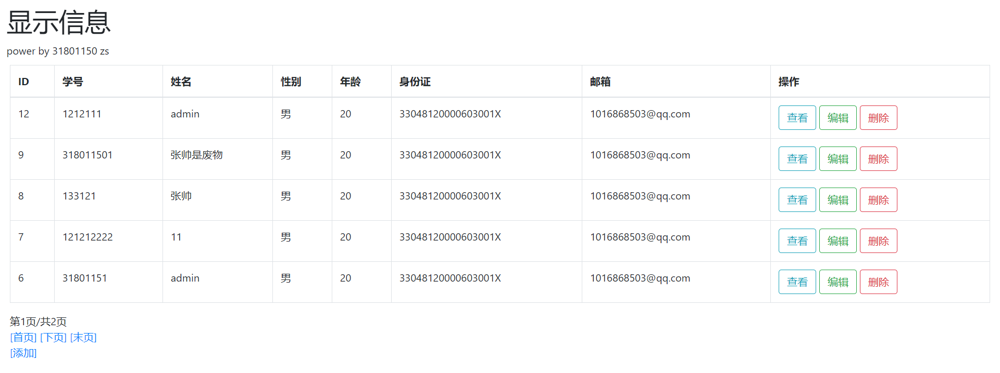 显示信息
power by 31801150 zs
ID 学号 姓名 性别 年龄 身份证 邮箱 操作
12 1212111 admin 男 20 33048120000603001X 1016868503@qq.com 查看 编辑 删除
9 318011501 张帅是废物 男 20 33048120000603001X 1016868503@qq.com 查看 编辑 删除
8 133121 张帅 男 20 33048120000603001X 1016868503@qq.com 查看 编辑 删除
7 121212222 11 男 20 33048120000603001X 1016868503@qq.com 查看 编辑 删除
6 31801151 admin 男 20 33048120000603001X 1016868503@qq.com 查看 编辑 删除
第1页/共2页
[首页] [下页] [末页]
[添加]